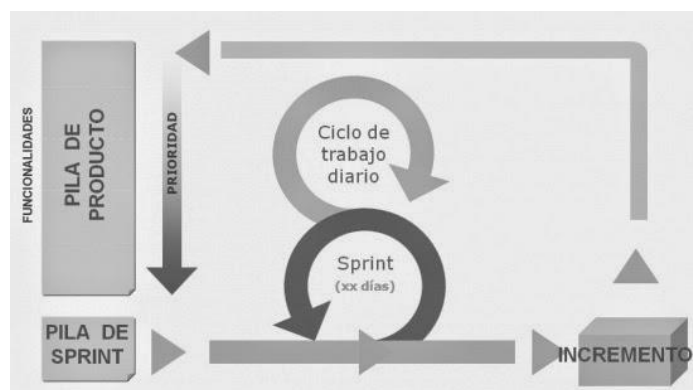 FUNCIONALIDADES
PILA DE
PRODUCTO
PRIORIDAD
Ciclo de
trabajo
diario
Sprint
(xx días)
PILA DE
SPRINT
INCREMENTO